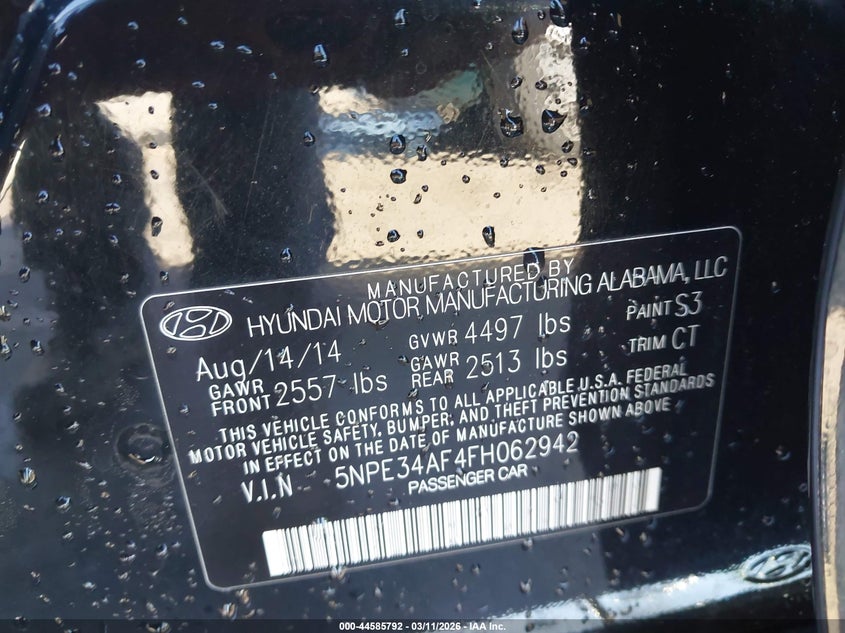 MANUFACTURED BY
HYUNDAI MOTOR MANUFACTURING ALABAMA, LLC
Aug/14/14 GVWR 4497 lbs PAINT S3
GAWR FRONT 2557 lbs GAWR REAR 2513 lbs TRIM CT
THIS VEHICLE CONFORMS TO ALL APPLICABLE U.S.A. FEDERAL
MOTOR VEHICLE SAFETY, BUMPER, AND THEFT PREVENTION STANDARDS
IN EFFECT ON THE DATE OF MANUFACTURE SHOWN ABOVE
V.I.N 5NPE34AF4FH062942
PASSENGER CAR
000-44585792 - 03/11/2026 - IAA Inc.